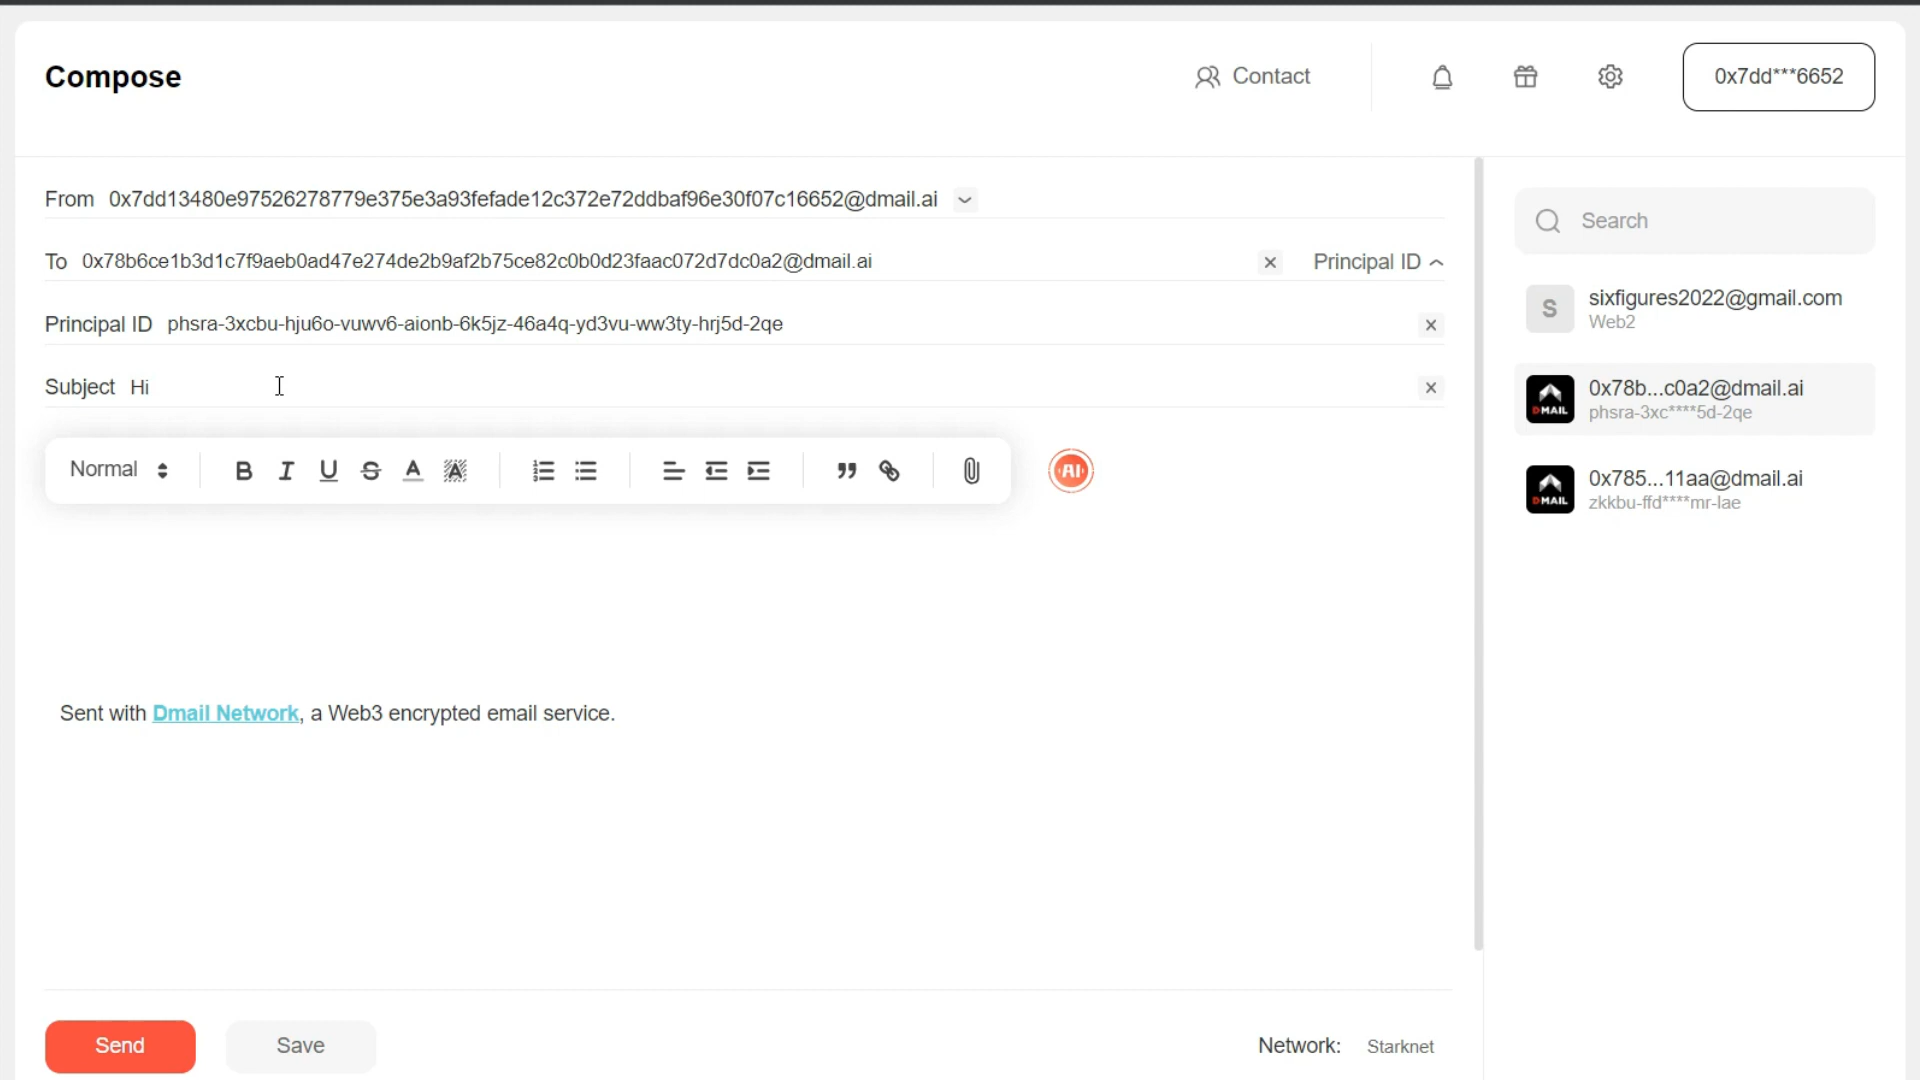 Compose
Contact
0x7dd***6652
From 0x7dd13480e97526278779e375e3a93fefade12c372e72ddbaf96e30f07c16652@dmail.ai
To 0x78b6ce1b3d1c7f9aeb0ad47e274de2b9af2b75ce82c0b0d23faac072d7dc0a2@dmail.ai
Principal ID
Principal ID phsra-3xcbu-hju6o-vuwv6-aionb-6k5jz-46a4q-yd3vu-ww3ty-hrj5d-2qe
Subject Hi
Normal
AI
Sent with Dmail Network, a Web3 encrypted email service.
Send
Save
Network: Starknet
Search
S
sixfigures2022@gmail.com
Web2
DMAIL
0x78b...c0a2@dmail.ai
phsra-3xc****5d-2qe
DMAIL
0x785...11aa@dmail.ai
zkkbu-ffd****mr-lae